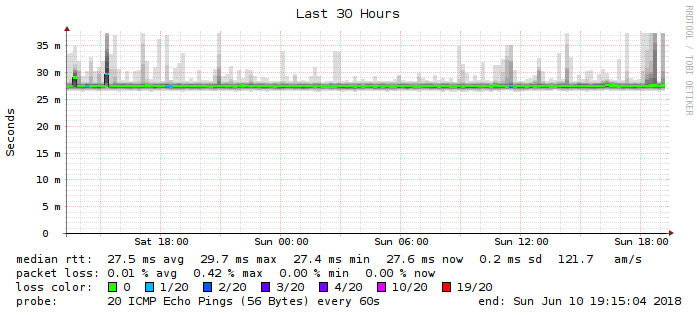 Last 30 Hours
RRDTOOL / TOBI OETIKER
Seconds
35 m
30 m
25 m
20 m
15 m
10 m
5 m
0
Sat 18:00 Sun 00:00 Sun 06:00 Sun 12:00 Sun 18:00
median rtt: 27.5 ms avg 29.7 ms max 27.4 ms min 27.6 ms now 0.2 ms sd 121.7 am/s
packet loss: 0.01 % avg 0.42 % max 0.00 % min 0.00 % now
loss color: 0 1/20 2/20 3/20 4/20 10/20 19/20
probe: 20 ICMP Echo Pings (56 Bytes) every 60s end: Sun Jun 10 19:15:04 2018